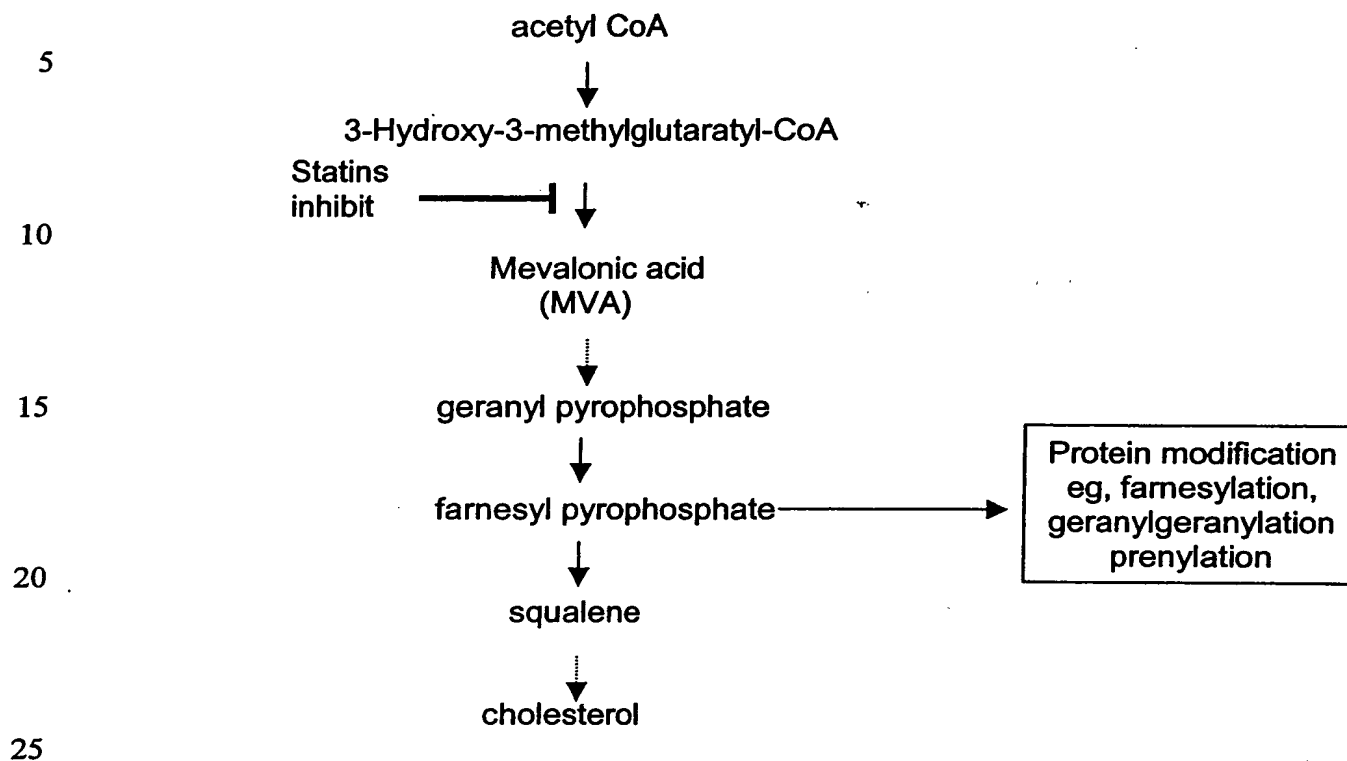 acetyl CoA
5
3-Hydroxy-3-methylglutaratyl-CoA
Statins
inhibit
10
Mevalonic acid
(MVA)
15
geranyl pyrophosphate
Protein modification
eg, farnesylation,
geranylgeranylation
prenylation
farnesyl pyrophosphate
20
squalene
cholesterol
25